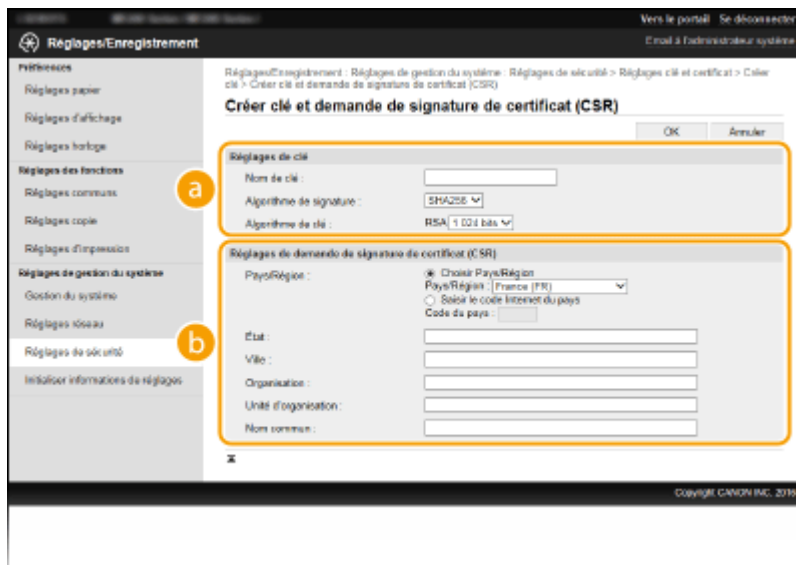 Vers le portail Se déconnecter
Réglages/Enregistrement
Email à l'administrateur système
Préférences
Réglages papier
Réglages d'affichage
Réglages horloge
Réglages des fonctions
Réglages communs
Réglages copie
Réglages d'impression
Réglages de gestion du système
Gestion du système
Réglages réseau
Réglages de sécurité
Initialiser informations de réglages
Réglages/Enregistrement : Réglages de gestion du système : Réglages de sécurité > Réglages clé et certificat > Créer
clé > Créer clé et demande de signature de certificat (CSR)
Créer clé et demande de signature de certificat (CSR)
OK Annuler
a
Réglages de clé
Nom de clé :
Algorithme de signature : SHA256
Algorithme de clé : RSA 1 024 bits
b
Réglages de demande de signature de certificat (CSR)
Pays/Région : Choisir Pays/Région
Pays/Région : France (FR)
Saisir le code Internet du pays
Code du pays :
État :
Ville :
Organisation :
Unité d'organisation :
Nom commun :
Copyright CANON INC. 2016